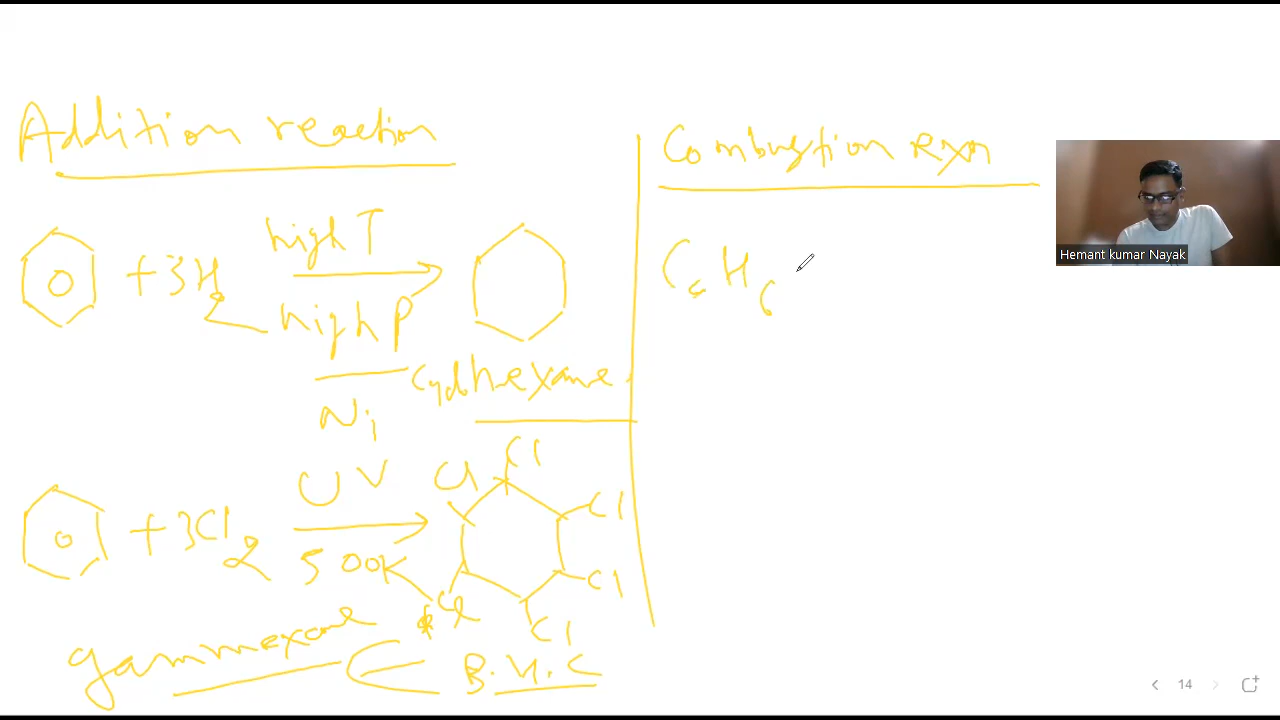 Addition reaction
+ 3H2
high T
high P
Ni
Cyclohexane
+ 3Cl2
UV
500K
Cl
Cl
Cl
Cl
Cl
Cl
gammexane
B.H.C
Combustion rxn
C6H6
Hemant kumar Nayak
14